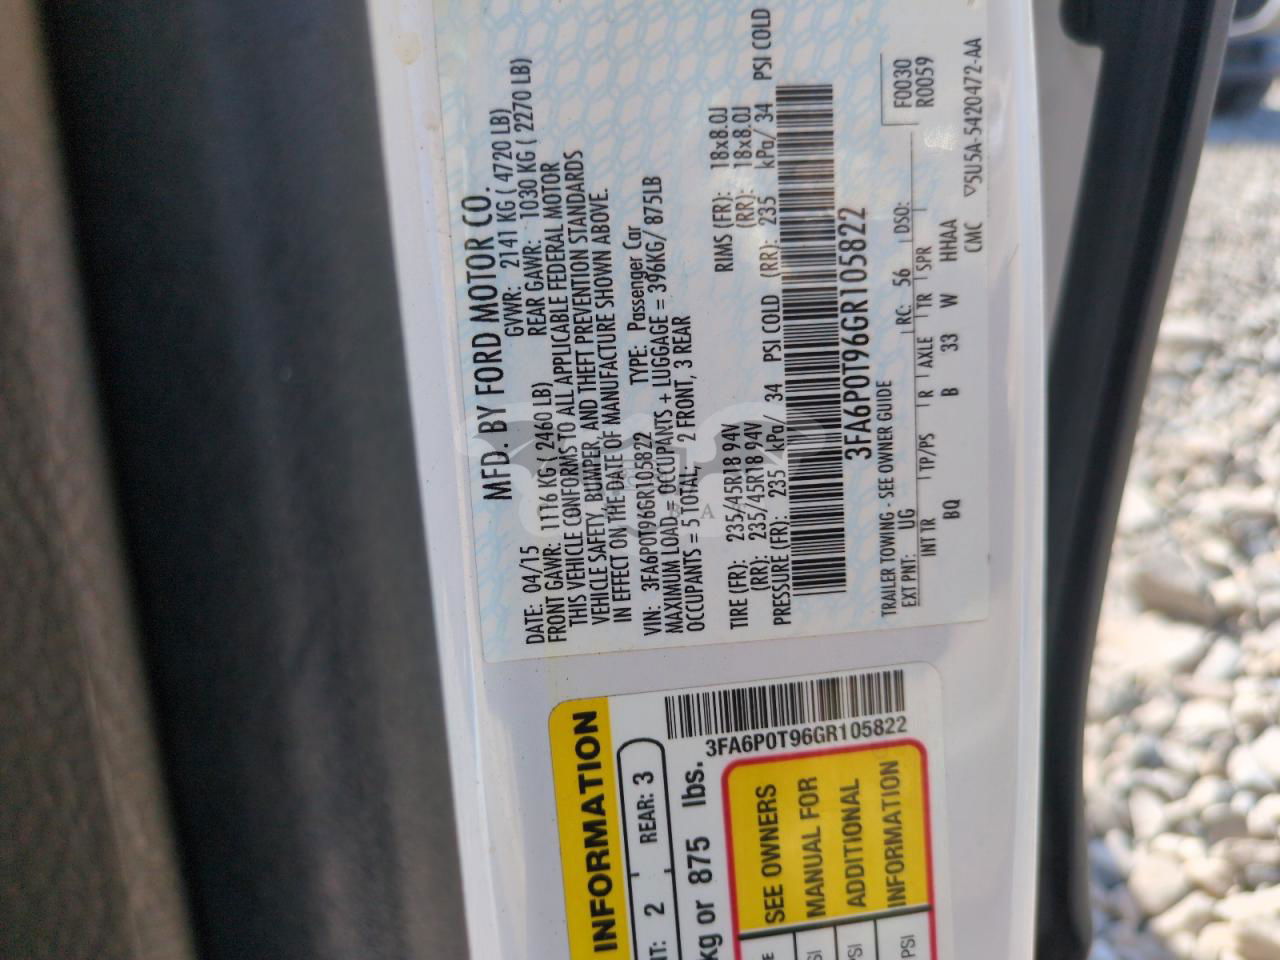 MFD. BY FORD MOTOR CO.
DATE: 04/15 GVWR: 2141 KG ( 4720 LB)
FRONT GAWR: 1116 KG ( 2460 LB) REAR GAWR: 1030 KG ( 2270 LB)
THIS VEHICLE CONFORMS TO ALL APPLICABLE FEDERAL MOTOR
VEHICLE SAFETY, BUMPER, AND THEFT PREVENTION STANDARDS
IN EFFECT ON THE DATE OF MANUFACTURE SHOWN ABOVE.
VIN: 3FA6P0T96GR105822 TYPE: Passenger Car
MAXIMUM LOAD = OCCUPANTS + LUGGAGE = 396KG/ 875LB
OCCUPANTS = 5 TOTAL, 2 FRONT, 3 REAR
TIRE (FR): 235/45R18 94V RIMS (FR): 18x8.0J
(RR): 235/45R18 94V (RR): 18x8.0J
PRESSURE (FR): 235 kPa/ 34 PSI COLD (RR): 235 kPa/ 34 PSI COLD
3FA6P0T96GR105822
TRAILER TOWING - SEE OWNER GUIDE
EXT PNT: UG RC: 56 DSO: F0030
R0059
INT TR TP/PS R AXLE TR SPR
BQ B 33 W HHAA
CMC
▽5U5A-5420472-AA
INFORMATION
NT: 2 REAR: 3
kg or 875 lbs.
3FA6P0T96GR105822
SEE OWNERS
MANUAL FOR
ADDITIONAL
INFORMATION
PSI